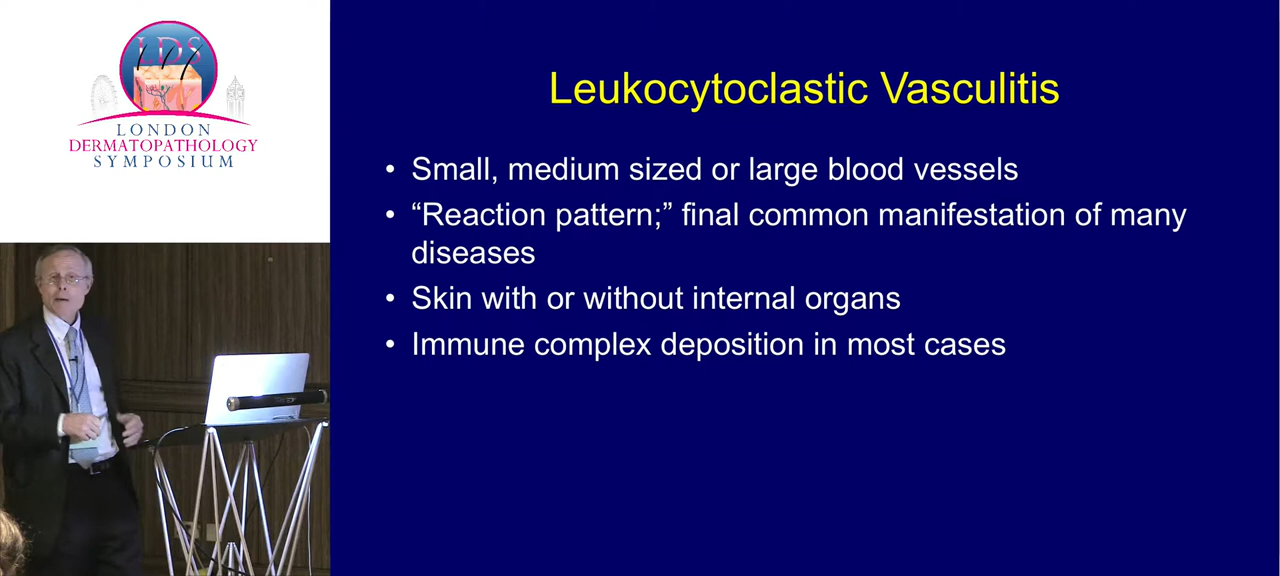 LDS
LONDON
DERMATOPATHOLOGY
SYMPOSIUM
Leukocytoclastic Vasculitis
• Small, medium sized or large blood vessels
• “Reaction pattern;” final common manifestation of many
diseases
• Skin with or without internal organs
• Immune complex deposition in most cases